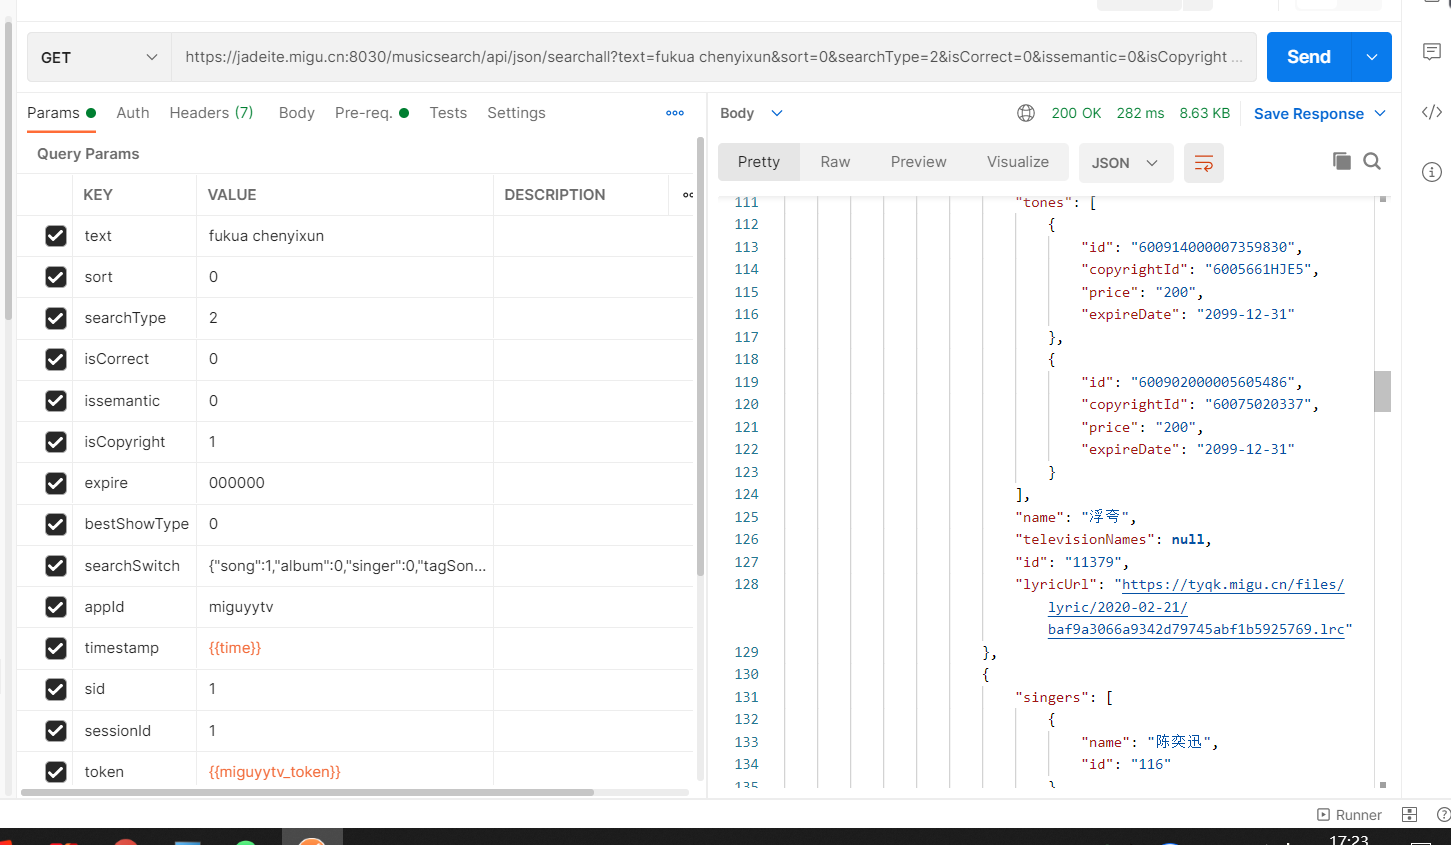 GET
https://jadeite.migu.cn:8030/musicsearch/api/json/searchall?text=fukua chenyixun&sort=0&searchType=2&isCorrect=0&issemantic=0&isCopyright ...
Send
Params
Auth
Headers (7)
Body
Pre-req.
Tests
Settings
Query Params
KEY VALUE DESCRIPTION
text fukua chenyixun
sort 0
searchType 2
isCorrect 0
issemantic 0
isCopyright 1
expire 000000
bestShowType 0
searchSwitch {"song":1,"album":0,"singer":0,"tagSon...
appId miguyytv
timestamp {{time}}
sid 1
sessionId 1
token {{miguyytv_token}}
Body
200 OK 282 ms 8.63 KB
Save Response
Pretty Raw Preview Visualize JSON
111 "tones": [
112 {
113 "id": "600914000007359830",
114 "copyrightId": "6005661HJE5",
115 "price": "200",
116 "expireDate": "2099-12-31"
117 },
118 {
119 "id": "600902000005605486",
120 "copyrightId": "60075020337",
121 "price": "200",
122 "expireDate": "2099-12-31"
123 }
124 ],
125 "name": "浮夸",
126 "televisionNames": null,
127 "id": "11379",
128 "lyricUrl": "https://tyqk.migu.cn/files/
lyric/2020-02-21/
baf9a3066a9342d79745abf1b5925769.lrc"
129 },
130 {
131 "singers": [
132 {
133 "name": "陈奕迅",
134 "id": "116"
135 }
Runner
17:23